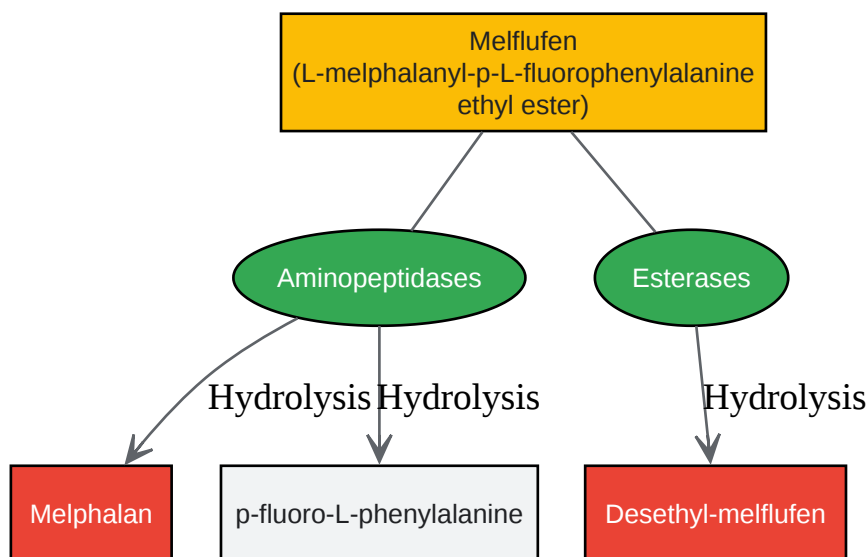 Melflufen
(L-melphalanyl-p-L-fluorophenylalanine
ethyl ester)
Aminopeptidases
Esterases
Hydrolysis
Hydrolysis
Hydrolysis
Melphalan
p-fluoro-L-phenylalanine
Desethyl-melflufen